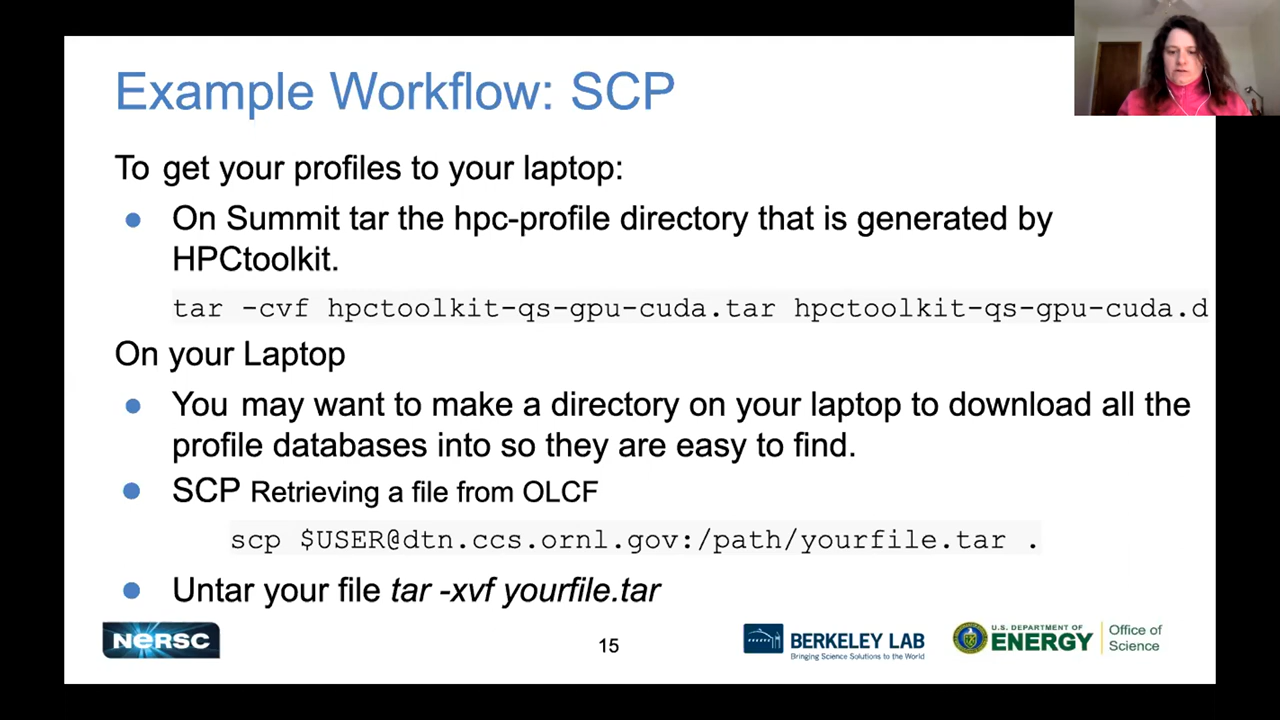 Example Workflow: SCP
To get your profiles to your laptop:
On Summit tar the hpc-profile directory that is generated by
HPCtoolkit.
tar -cvf hpctoolkit-qs-gpu-cuda.tar hpctoolkit-qs-gpu-cuda.d
On your Laptop
You may want to make a directory on your laptop to download all the
profile databases into so they are easy to find.
SCP Retrieving a file from OLCF
scp $USER@dtn.ccs.ornl.gov:/path/yourfile.tar .
Untar your file tar -xvf yourfile.tar
NERSC
15
BERKELEY LAB
Bringing Science Solutions to the World
U.S. DEPARTMENT OF
ENERGY
Office of
Science